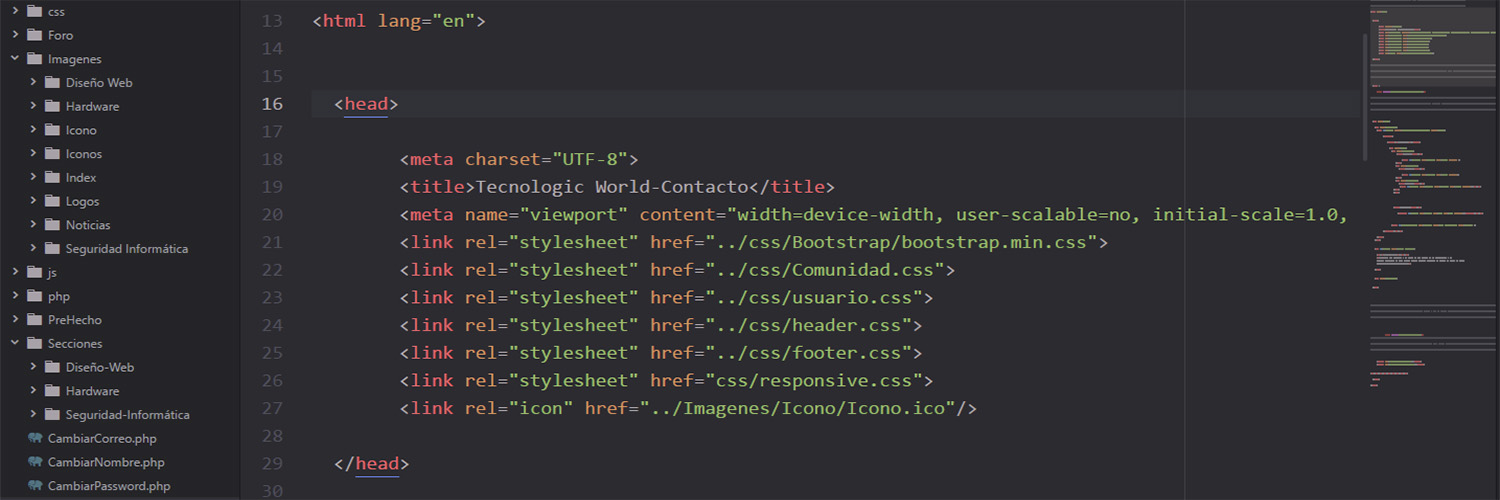 css
Foro
Imagenes
Diseño Web
Hardware
Icono
Iconos
Index
Logos
Noticias
Seguridad Informática
js
php
PreHecho
Secciones
Diseño-Web
Hardware
Seguridad-Informática
CambiarCorreo.php
CambiarNombre.php
CambiarPassword.php
13 <html lang="en">
14
15
16 <head>
17
18 <meta charset="UTF-8">
19 <title>Tecnologic World-Contacto</title>
20 <meta name="viewport" content="width=device-width, user-scalable=no, initial-scale=1.0,
21 <link rel="stylesheet" href="../css/Bootstrap/bootstrap.min.css">
22 <link rel="stylesheet" href="../css/Comunidad.css">
23 <link rel="stylesheet" href="../css/usuario.css">
24 <link rel="stylesheet" href="../css/header.css">
25 <link rel="stylesheet" href="../css/footer.css">
26 <link rel="stylesheet" href="css/responsive.css">
27 <link rel="icon" href="../Imagenes/Icono/Icono.ico"/>
28
29 </head>
30